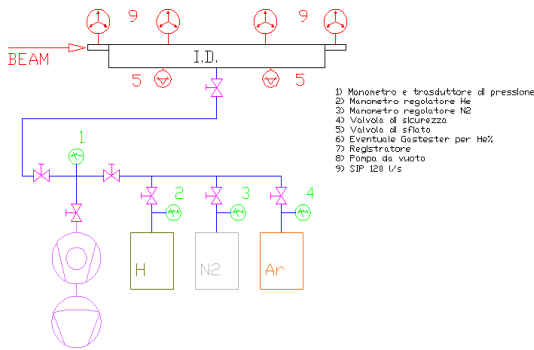 9
9
BEAM
I.D.
5
5
1) Manometro e trasduttore di pressione
2) Manometro regolatore He
3) Manometro regolatore N2
4) Valvola di sicurezza
5) Valvola di sfiato
6) Eventuale Gastester per He%
7) Registratore
8) Pompa da vuoto
9) SIP 120 l/s
1
2
3
4
H
N2
Ar